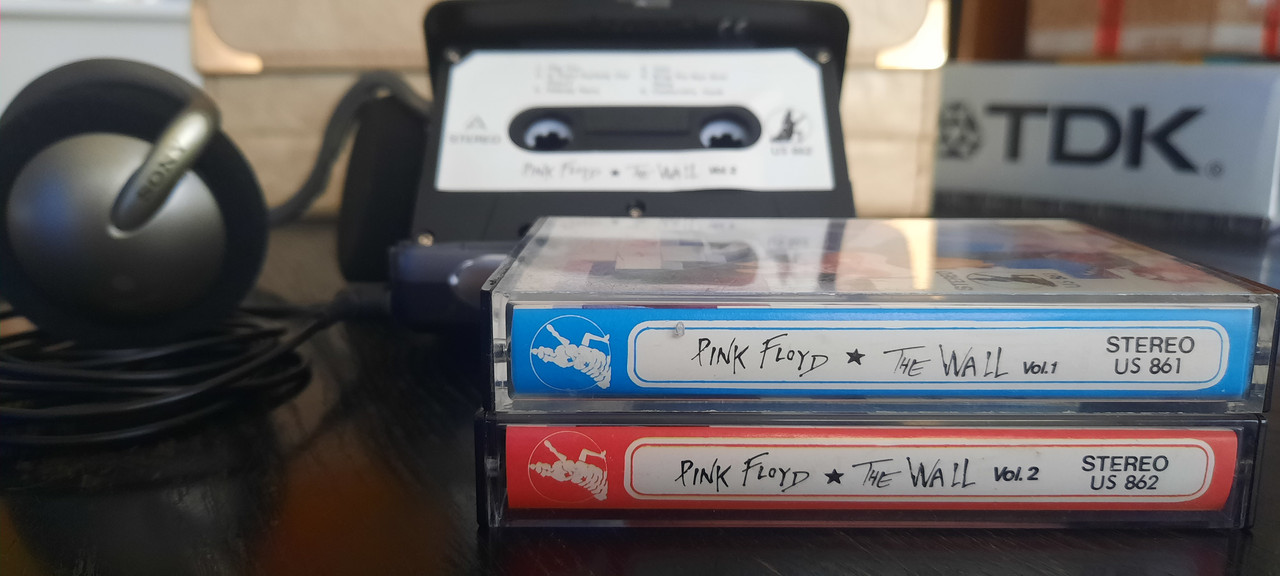 SONY
STEREO
US 862
PINK FLOYD ★ THE WALL Vol.2
TDK
PINK FLOYD ★ THE WALL Vol.1
STEREO
US 861
PINK FLOYD ★ THE WALL Vol. 2
STEREO
US 862